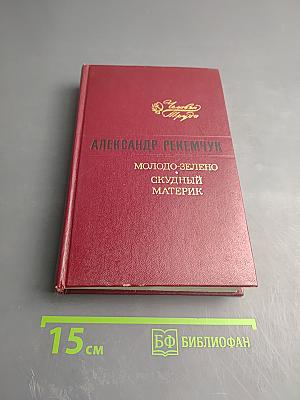 Человек
Труда
АЛЕКСАНДР РЕКЕМЧУК
МОЛОДО-ЗЕЛЕНО
СКУДНЫЙ
МАТЕРИК
15 см
БФ БИБЛИОФАН